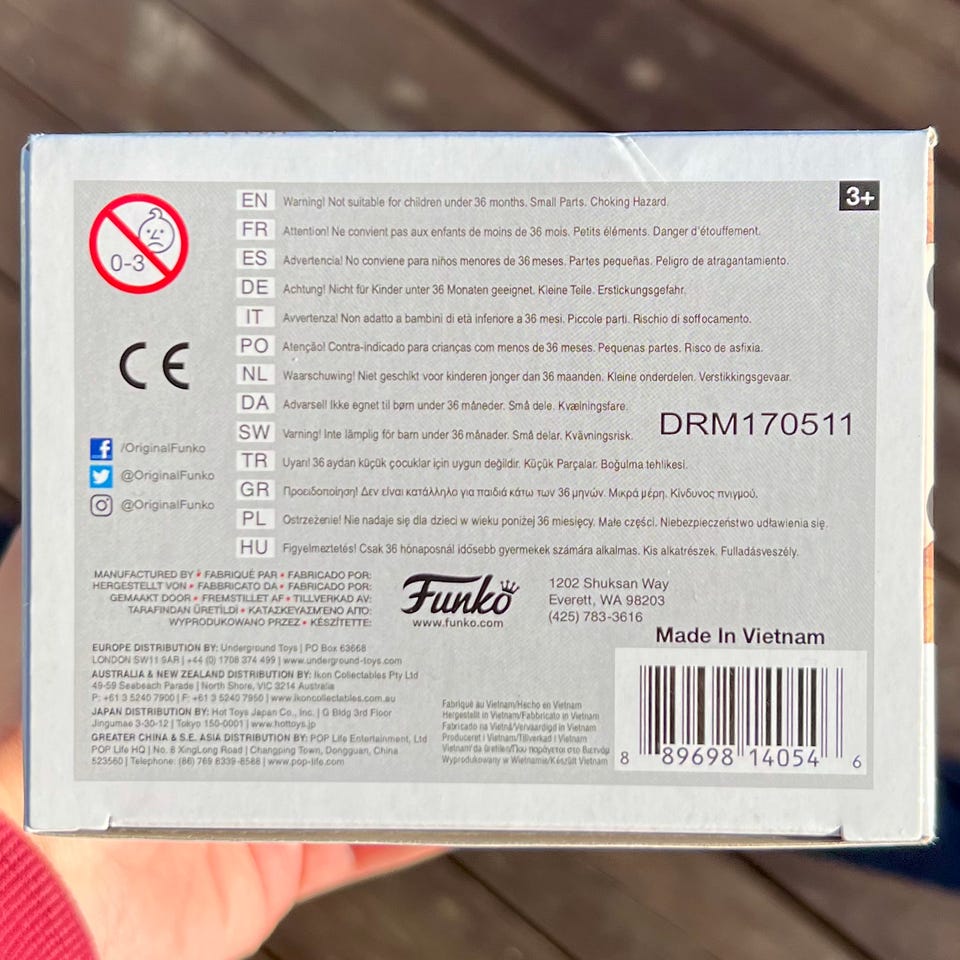 3+
0-3
EN Warning! Not suitable for children under 36 months. Small Parts. Choking Hazard.
FR Attention! Ne convient pas aux enfants de moins de 36 mois. Petits éléments. Danger d'étouffement.
ES Advertencia! No conviene para niños menores de 36 meses. Partes pequeñas. Peligro de atragantamiento.
DE Achtung! Nicht für Kinder unter 36 Monaten geeignet. Kleine Teile. Erstickungsgefahr.
IT Avvertenza! Non adatto a bambini di età inferiore a 36 mesi. Piccole parti. Rischio di soffocamento.
PO Atenção! Contra-indicado para crianças com menos de 36 meses. Pequenas partes. Risco de asfixia.
NL Waarschuwing! Niet geschikt voor kinderen jonger dan 36 maanden. Kleine onderdelen. Verstikkingsgevaar.
DA Advarsel! Ikke egnet til børn under 36 måneder. Små dele. Kvælningsfare.
SW Varning! Inte lämplig för barn under 36 månader. Små delar. Kvävningsrisk.
TR Uyarı! 36 aydan küçük çocuklar için uygun değildir. Küçük Parçalar. Boğulma tehlikesi.
GR Προειδοποίηση! Δεν είναι κατάλληλο για παιδιά κάτω των 36 μηνών. Μικρά μέρη. Κίνδυνος πνιγμού.
PL Ostrzeżenie! Nie nadaje się dla dzieci w wieku poniżej 36 miesięcy. Małe części. Niebezpieczeństwo udławienia się.
HU Figyelmeztetés! Csak 36 hónaposnál idősebb gyermekek számára alkalmas. Kis alkatrészek. Fulladásveszély.
DRM170511
CE
/OriginalFunko
@OriginalFunko
@OriginalFunko
MANUFACTURED BY • FABRIQUÉ PAR • FABRICADO POR:
HERGESTELLT VON • FABBRICATO DA • FABRICADO POR:
GEMAAKT DOOR • FREMSTILLET AF • TILLVERKAD AV:
TARAFINDAN ÜRETİLDİ • ΚΑΤΑΣΚΕΥΑΣΜΕΝΟ ΑΠΟ:
WYPRODUKOWANO PRZEZ • KÉSZÍTETTE:
Funko
www.funko.com
1202 Shuksan Way
Everett, WA 98203
(425) 783-3616
EUROPE DISTRIBUTION BY: Underground Toys | PO Box 63668
LONDON SW11 9AR | +44 (0) 1708 374 499 | www.underground-toys.com
AUSTRALIA & NEW ZEALAND DISTRIBUTION BY: Ikon Collectables Pty Ltd
49-59 Seabeach Parade | North Shore, VIC 3214 Australia
P: +61 3 5240 7900 | F: +61 3 5240 7950 | www.ikoncollectables.com.au
JAPAN DISTRIBUTION BY: Hot Toys Japan Co., Inc. | G Bldg 3rd Floor
Jingumae 3-30-12 | Tokyo 150-0001 | www.hottoys.jp
GREATER CHINA & S.E. ASIA DISTRIBUTION BY: POP Life Entertainment, Ltd
POP Life HQ | No. 8 XingLong Road | Changping Town, Dongguan, China
523560 | Telephone: (86) 769 8339 8588 | www.pop-life.com
Fabriqué au Vietnam/Hecho en Vietnam
Hergestellt in Vietnam/Fabbricato in Vietnam
Fabricado na Vietnã/Vervaardigd in Vietnam
Produceret i Vietnam/Tillverkad i Vietnam
Vietnam'da üretilen/Που παράγεται στο Βιετνάμ
Wyprodukowany w Wietnamie/Készült Vietnam
Made In Vietnam
8 89698 14054 6